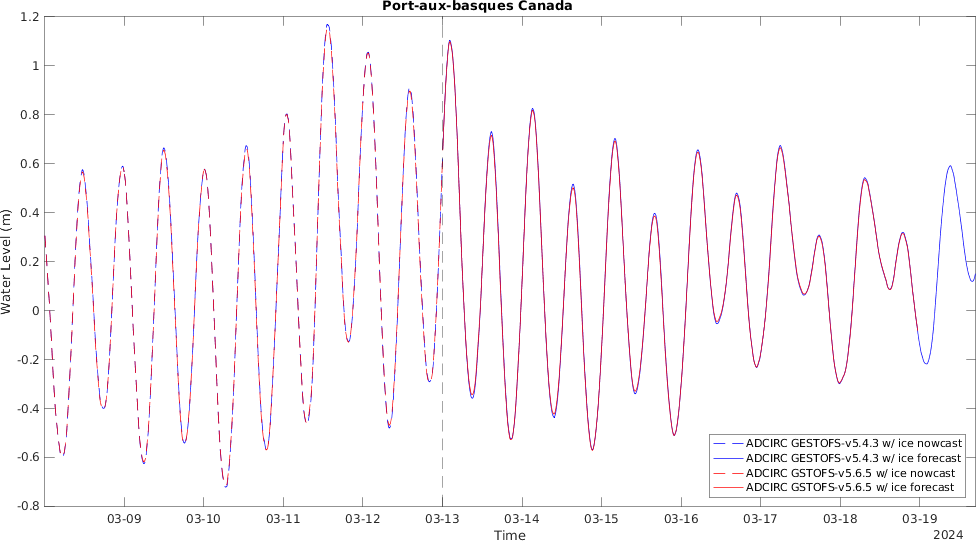 Port-aux-basques Canada
Water Level (m)
1.2
1
0.8
0.6
0.4
0.2
0
-0.2
-0.4
-0.6
-0.8
ADCIRC GESTOFS-v5.4.3 w/ ice nowcast
ADCIRC GESTOFS-v5.4.3 w/ ice forecast
ADCIRC GSTOFS-v5.6.5 w/ ice nowcast
ADCIRC GSTOFS-v5.6.5 w/ ice forecast
03-09 03-10 03-11 03-12 03-13 03-14 03-15 03-16 03-17 03-18 03-19
Time
2024